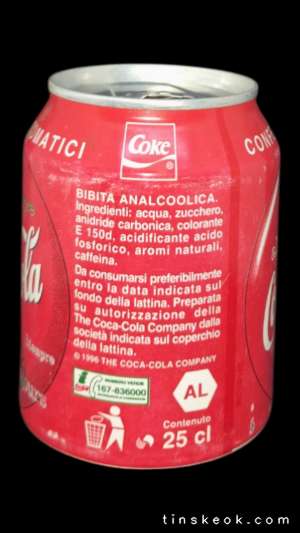 MATICI
CONF
Coke
BIBITA ANALCOOLICA.
Ingredienti: acqua, zucchero,
anidride carbonica, colorante
E 150d, acidificante acido
fosforico, aromi naturali,
caffeina.
Da consumarsi preferibilmente
entro la data indicata sul
fondo della lattina. Preparata
su autorizzazione della
The Coca-Cola Company dalla
società indicata sul coperchio
della lattina.
© 1996 THE COCA-COLA COMPANY
NUMERO VERDE
167-836000
AL
Contenuto
25 cl
tinskeok.com